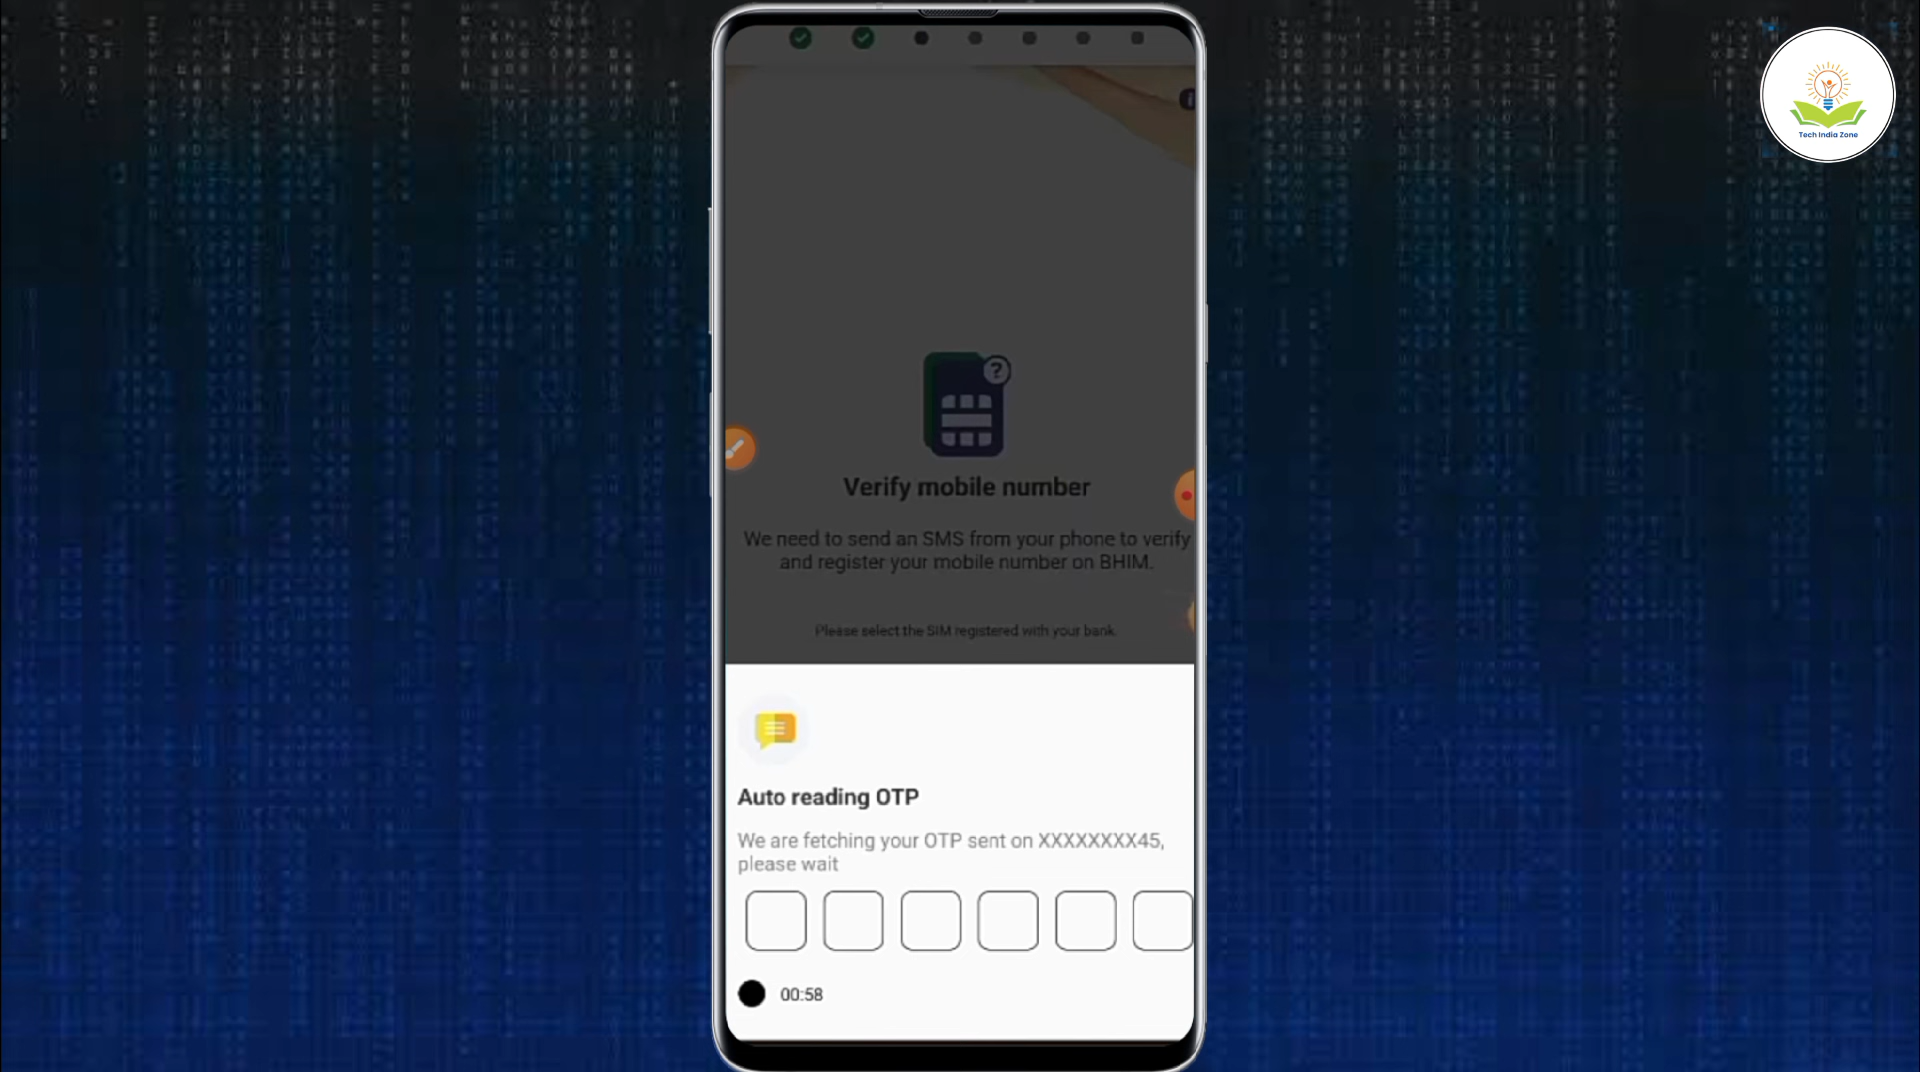 Tech India Zone
?
Verify mobile number
We need to send an SMS from your phone to verify
and register your mobile number on BHIM.
Please select the SIM registered with your bank.
Auto reading OTP
We are fetching your OTP sent on XXXXXXXX45,
please wait
00:58